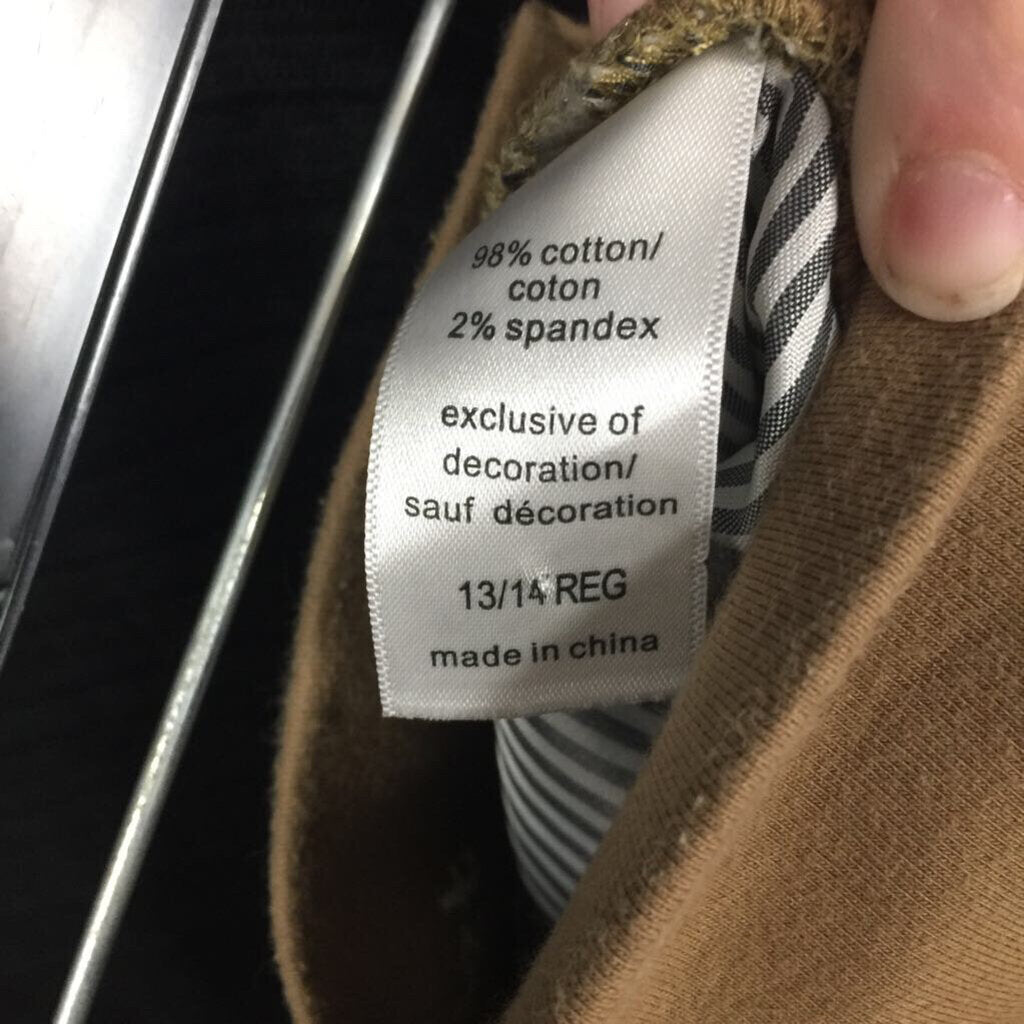 98% cotton/
coton
2% spandex
exclusive of
decoration/
sauf décoration
13/14 REG
made in china